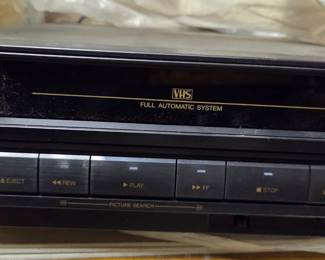 VHS
FULL AUTOMATIC SYSTEM
▲ EJECT ◀◀ REW ▶ PLAY ▶▶ FF ■ STOP
PICTURE SEARCH